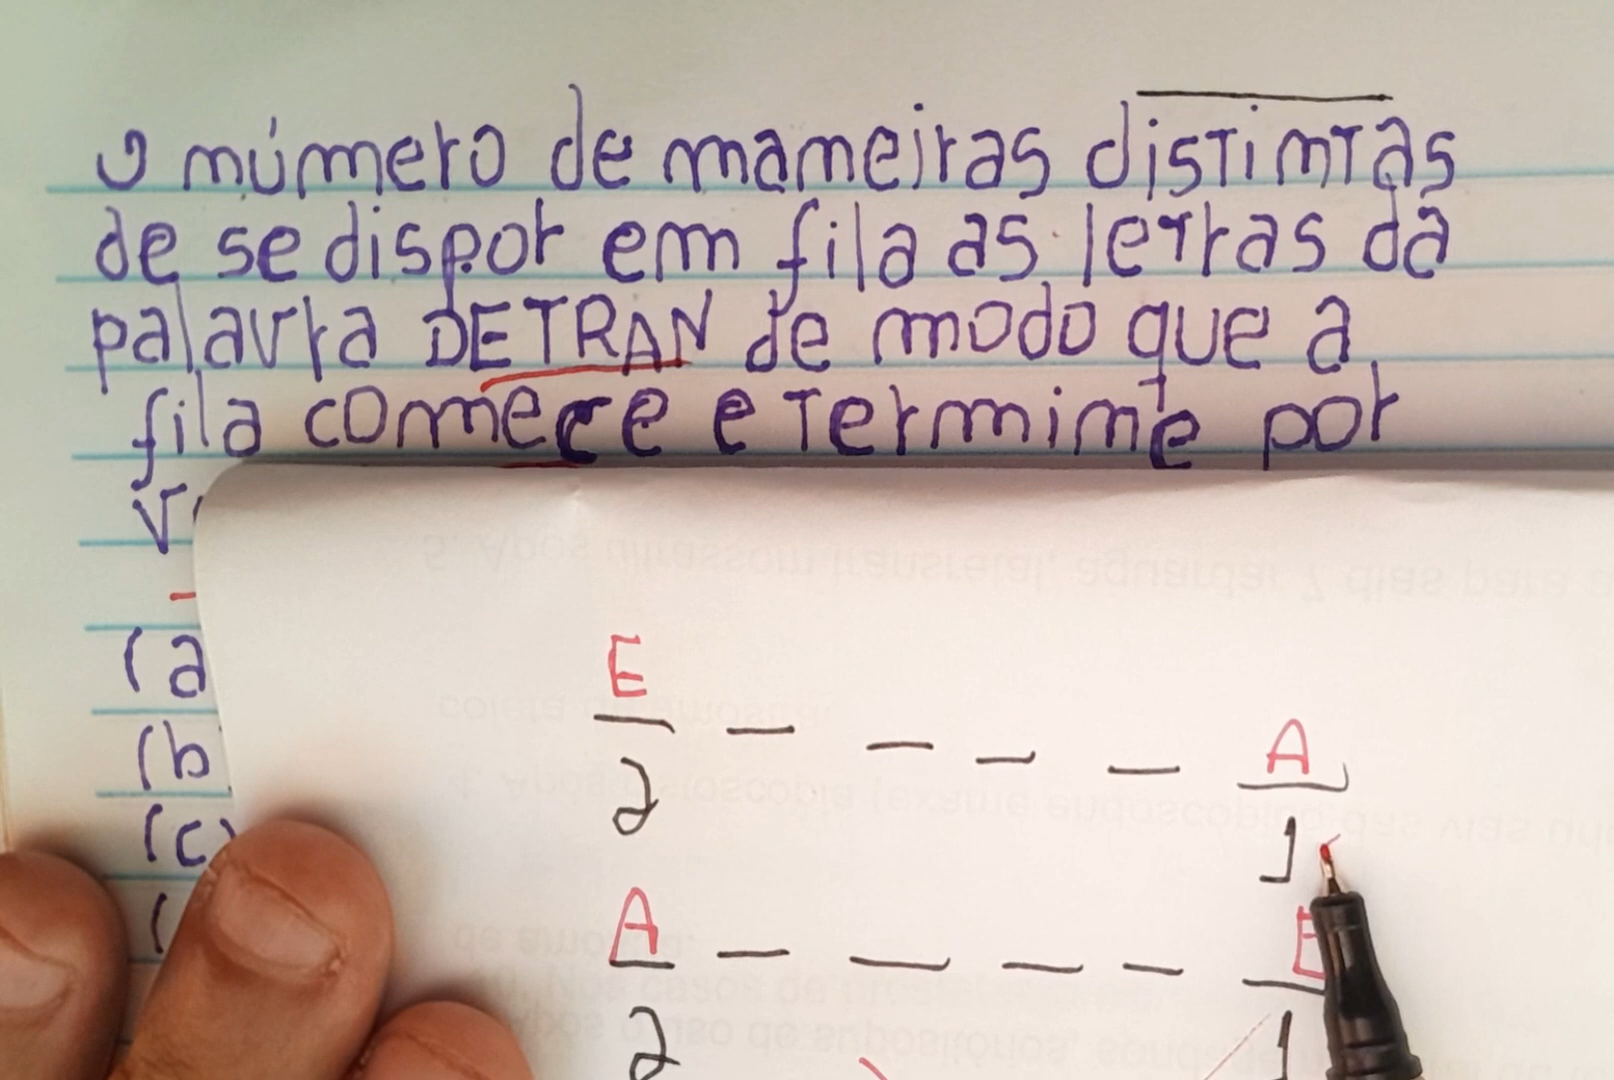 O número de maneiras distintas
de se dispor em fila as letras da
palavra DETRAN de modo que a
fila comece e termine por
(a
(b
(c)
(
E _ _ _ _ A
2 1
A _ _ _ _ E
2 1